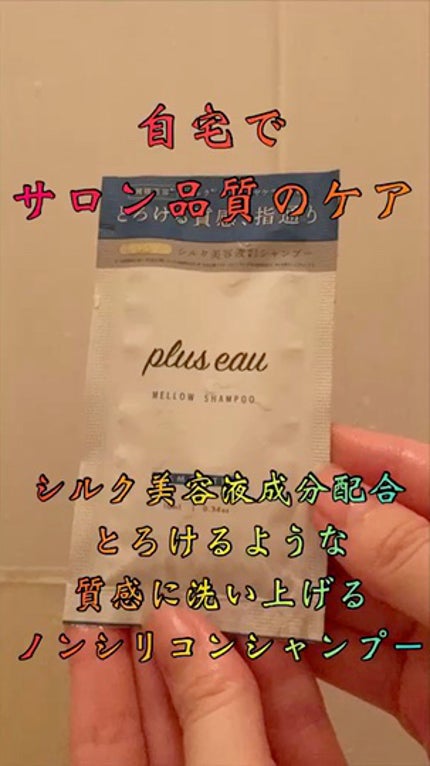 自宅で
サロン品質のケア
とろける質感、指通り
シルク美容液*シャンプー
plus eau
MELLOW SHAMPOO
シルク美容液成分配合
とろけるような
質感に洗い上げる
ノンシリコンシャンプー